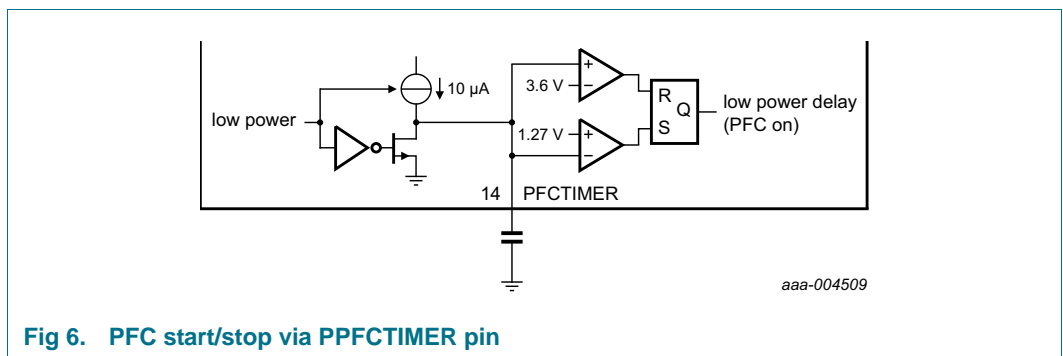 10 μA
3.6 V
low power
1.27 V
+
−
+
−
R
Q
S
low power delay
(PFC on)
14 PFCTIMER
aaa-004509
Fig 6. PFC start/stop via PPFCTIMER pin